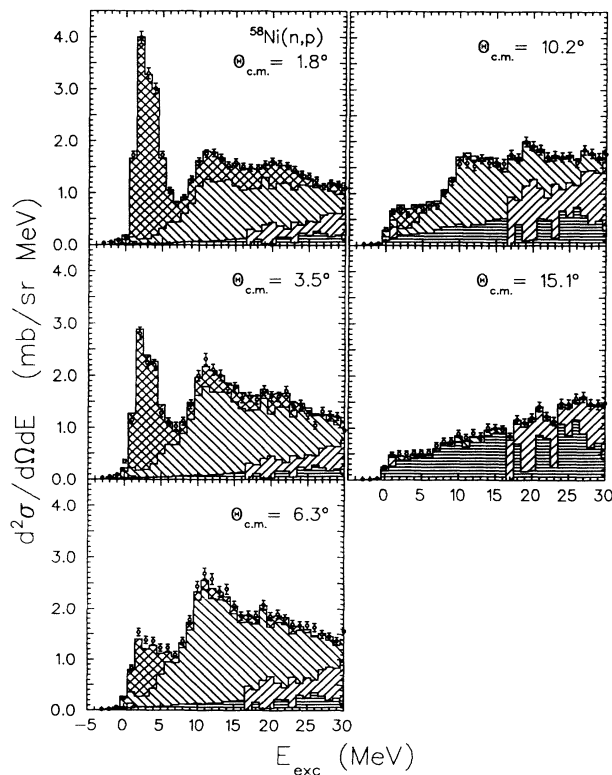 ⁵⁸Ni(n,p)
Θc.m.= 1.8°
Θc.m.= 10.2°
4.0
3.0
2.0
1.0
0.0
Θc.m.= 3.5°
Θc.m.= 15.1°
4.0
3.0
2.0
1.0
0.0
0 5 10 15 20 25 30
Θc.m.= 6.3°
4.0
3.0
2.0
1.0
0.0
-5 0 5 10 15 20 25 30
d²σ/dΩdE (mb/sr MeV)
Eexc (MeV)